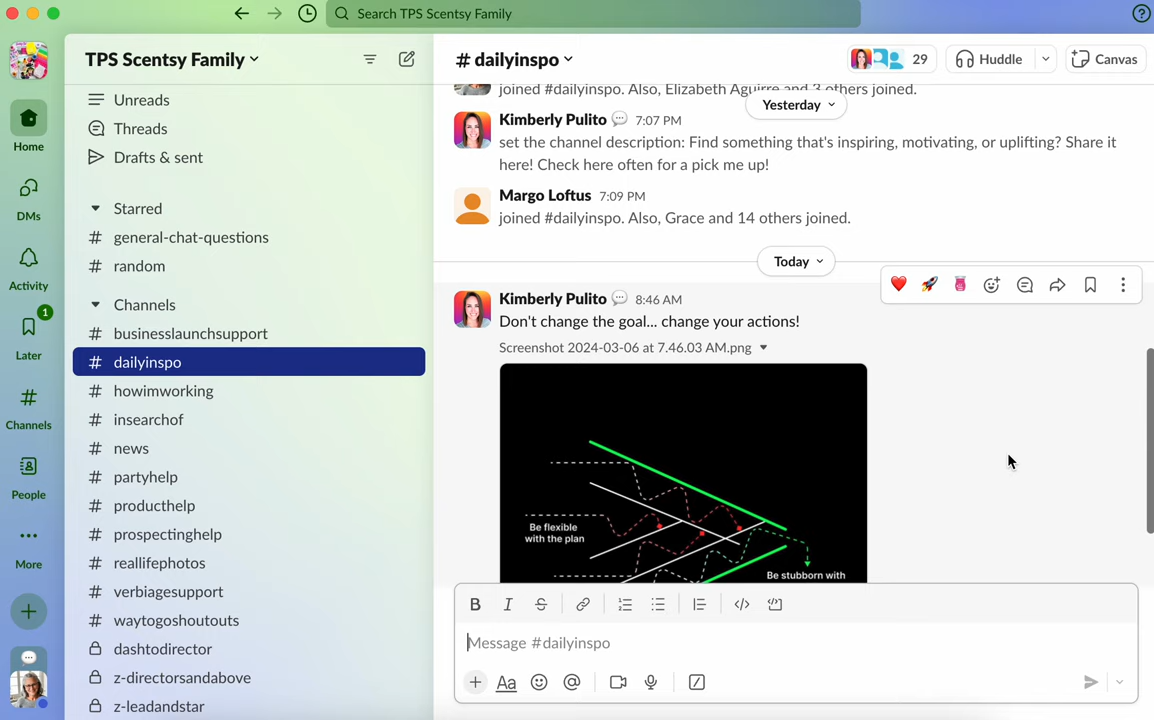 Search TPS Scentsy Family
TPS Scentsy Family
Unreads
Threads
Drafts & sent
Starred
# general-chat-questions
# random
Channels
# businesslaunchsupport
# dailyinspo
# howimworking
# insearchof
# news
# partyhelp
# producthelp
# prospectinghelp
# reallifephotos
# verbiagesupport
# waytogoshoutouts
dashtodirector
z-directorsandabove
z-leadandstar
Home
DMs
Activity
1
Later
Channels
People
More
# dailyinspo
29
Huddle
Canvas
joined #dailyinspo. Also, Elizabeth Aguirre and 3 others joined.
Yesterday
Kimberly Pulito 7:07 PM
set the channel description: Find something that's inspiring, motivating, or uplifting? Share it
here! Check here often for a pick me up!
Margo Loftus 7:09 PM
joined #dailyinspo. Also, Grace and 14 others joined.
Today
Kimberly Pulito 8:46 AM
Don't change the goal... change your actions!
Screenshot 2024-03-06 at 7.46.03 AM.png
Be flexible
with the plan
Be stubborn with
B I S
Message #dailyinspo
Aa